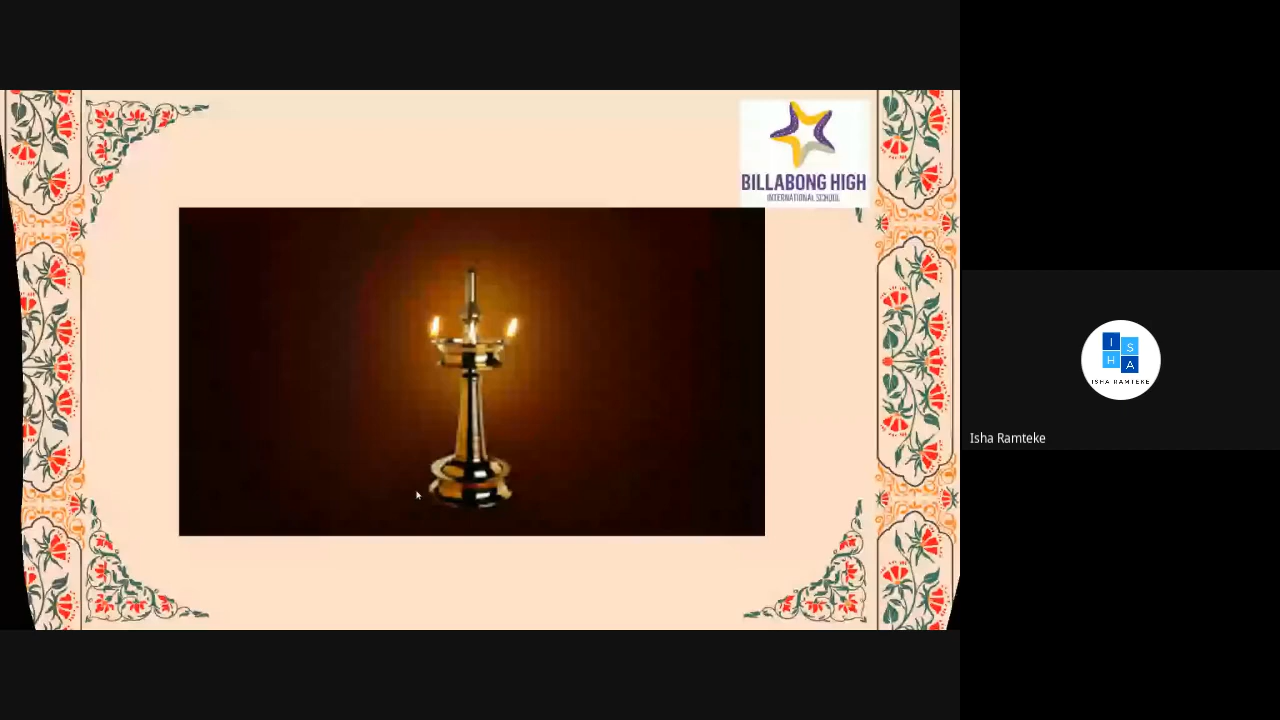 BILLABONG HIGH
INTERNATIONAL SCHOOL
I
S
H
A
ISHA RAMTEKE
Isha Ramteke